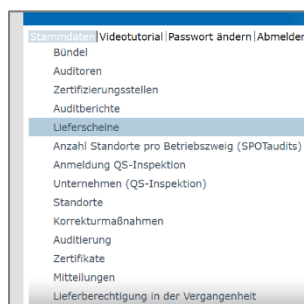 Stammdaten|Videotutorial|Passwort ändern|Abmelden
Bündel
Auditoren
Zertifizierungsstellen
Auditberichte
Lieferscheine
Anzahl Standorte pro Betriebszweig (SPOTaudits)
Anmeldung QS-Inspektion
Unternehmen (QS-Inspektion)
Standorte
Korrekturmaßnahmen
Auditierung
Zertifikate
Mitteilungen
Lieferberechtigung in der Vergangenheit